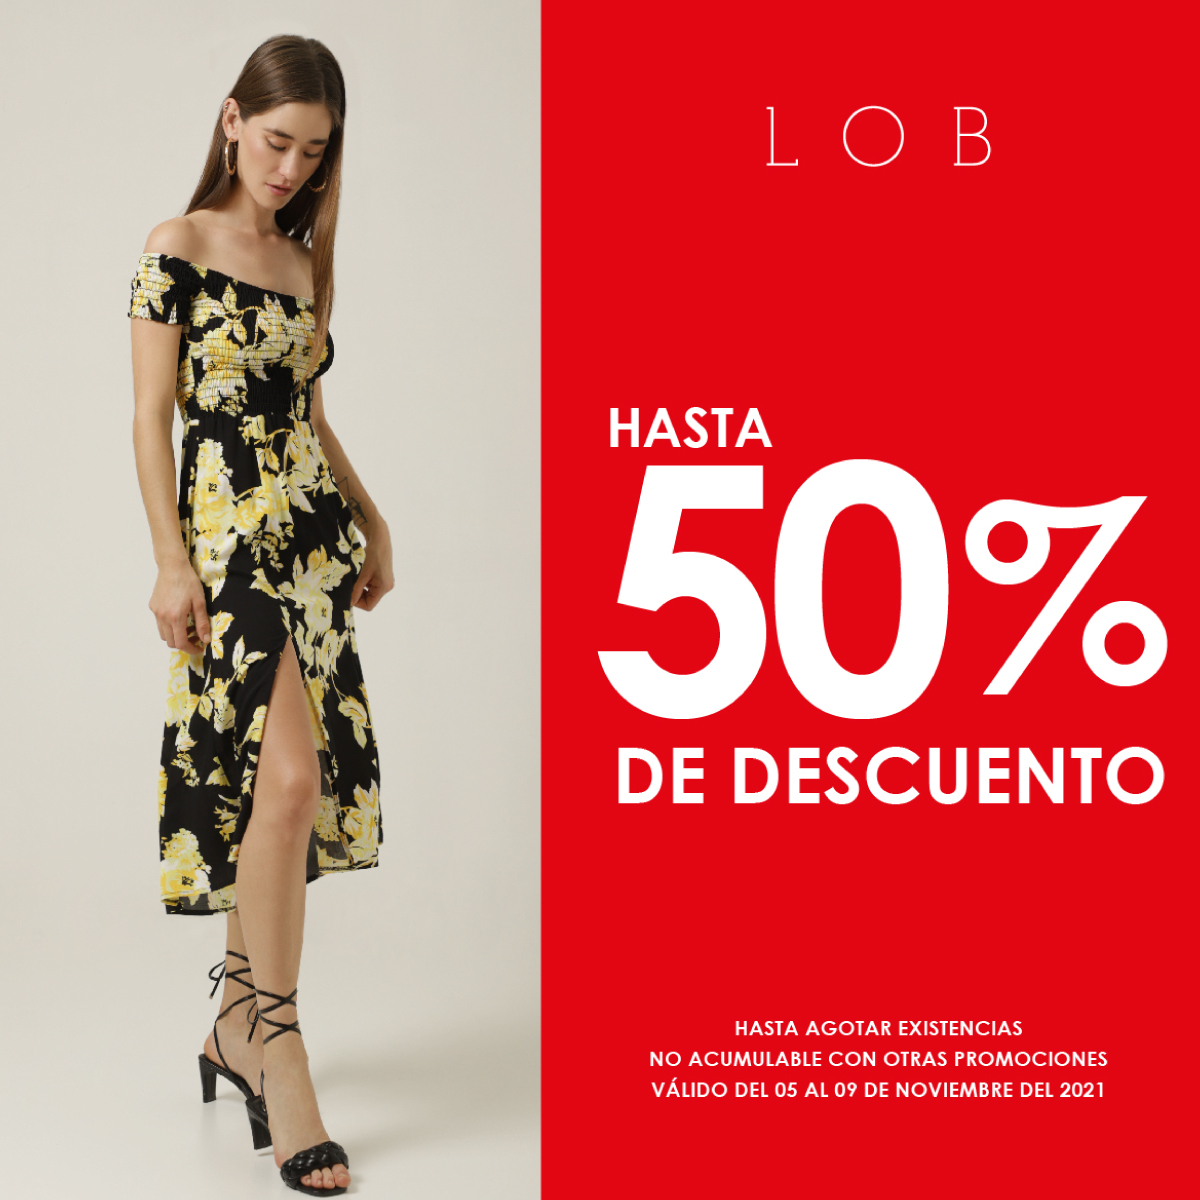 LOB
HASTA
50%
DE DESCUENTO
HASTA AGOTAR EXISTENCIAS
NO ACUMULABLE CON OTRAS PROMOCIONES
VÁLIDO DEL 05 AL 09 DE NOVIEMBRE DEL 2021